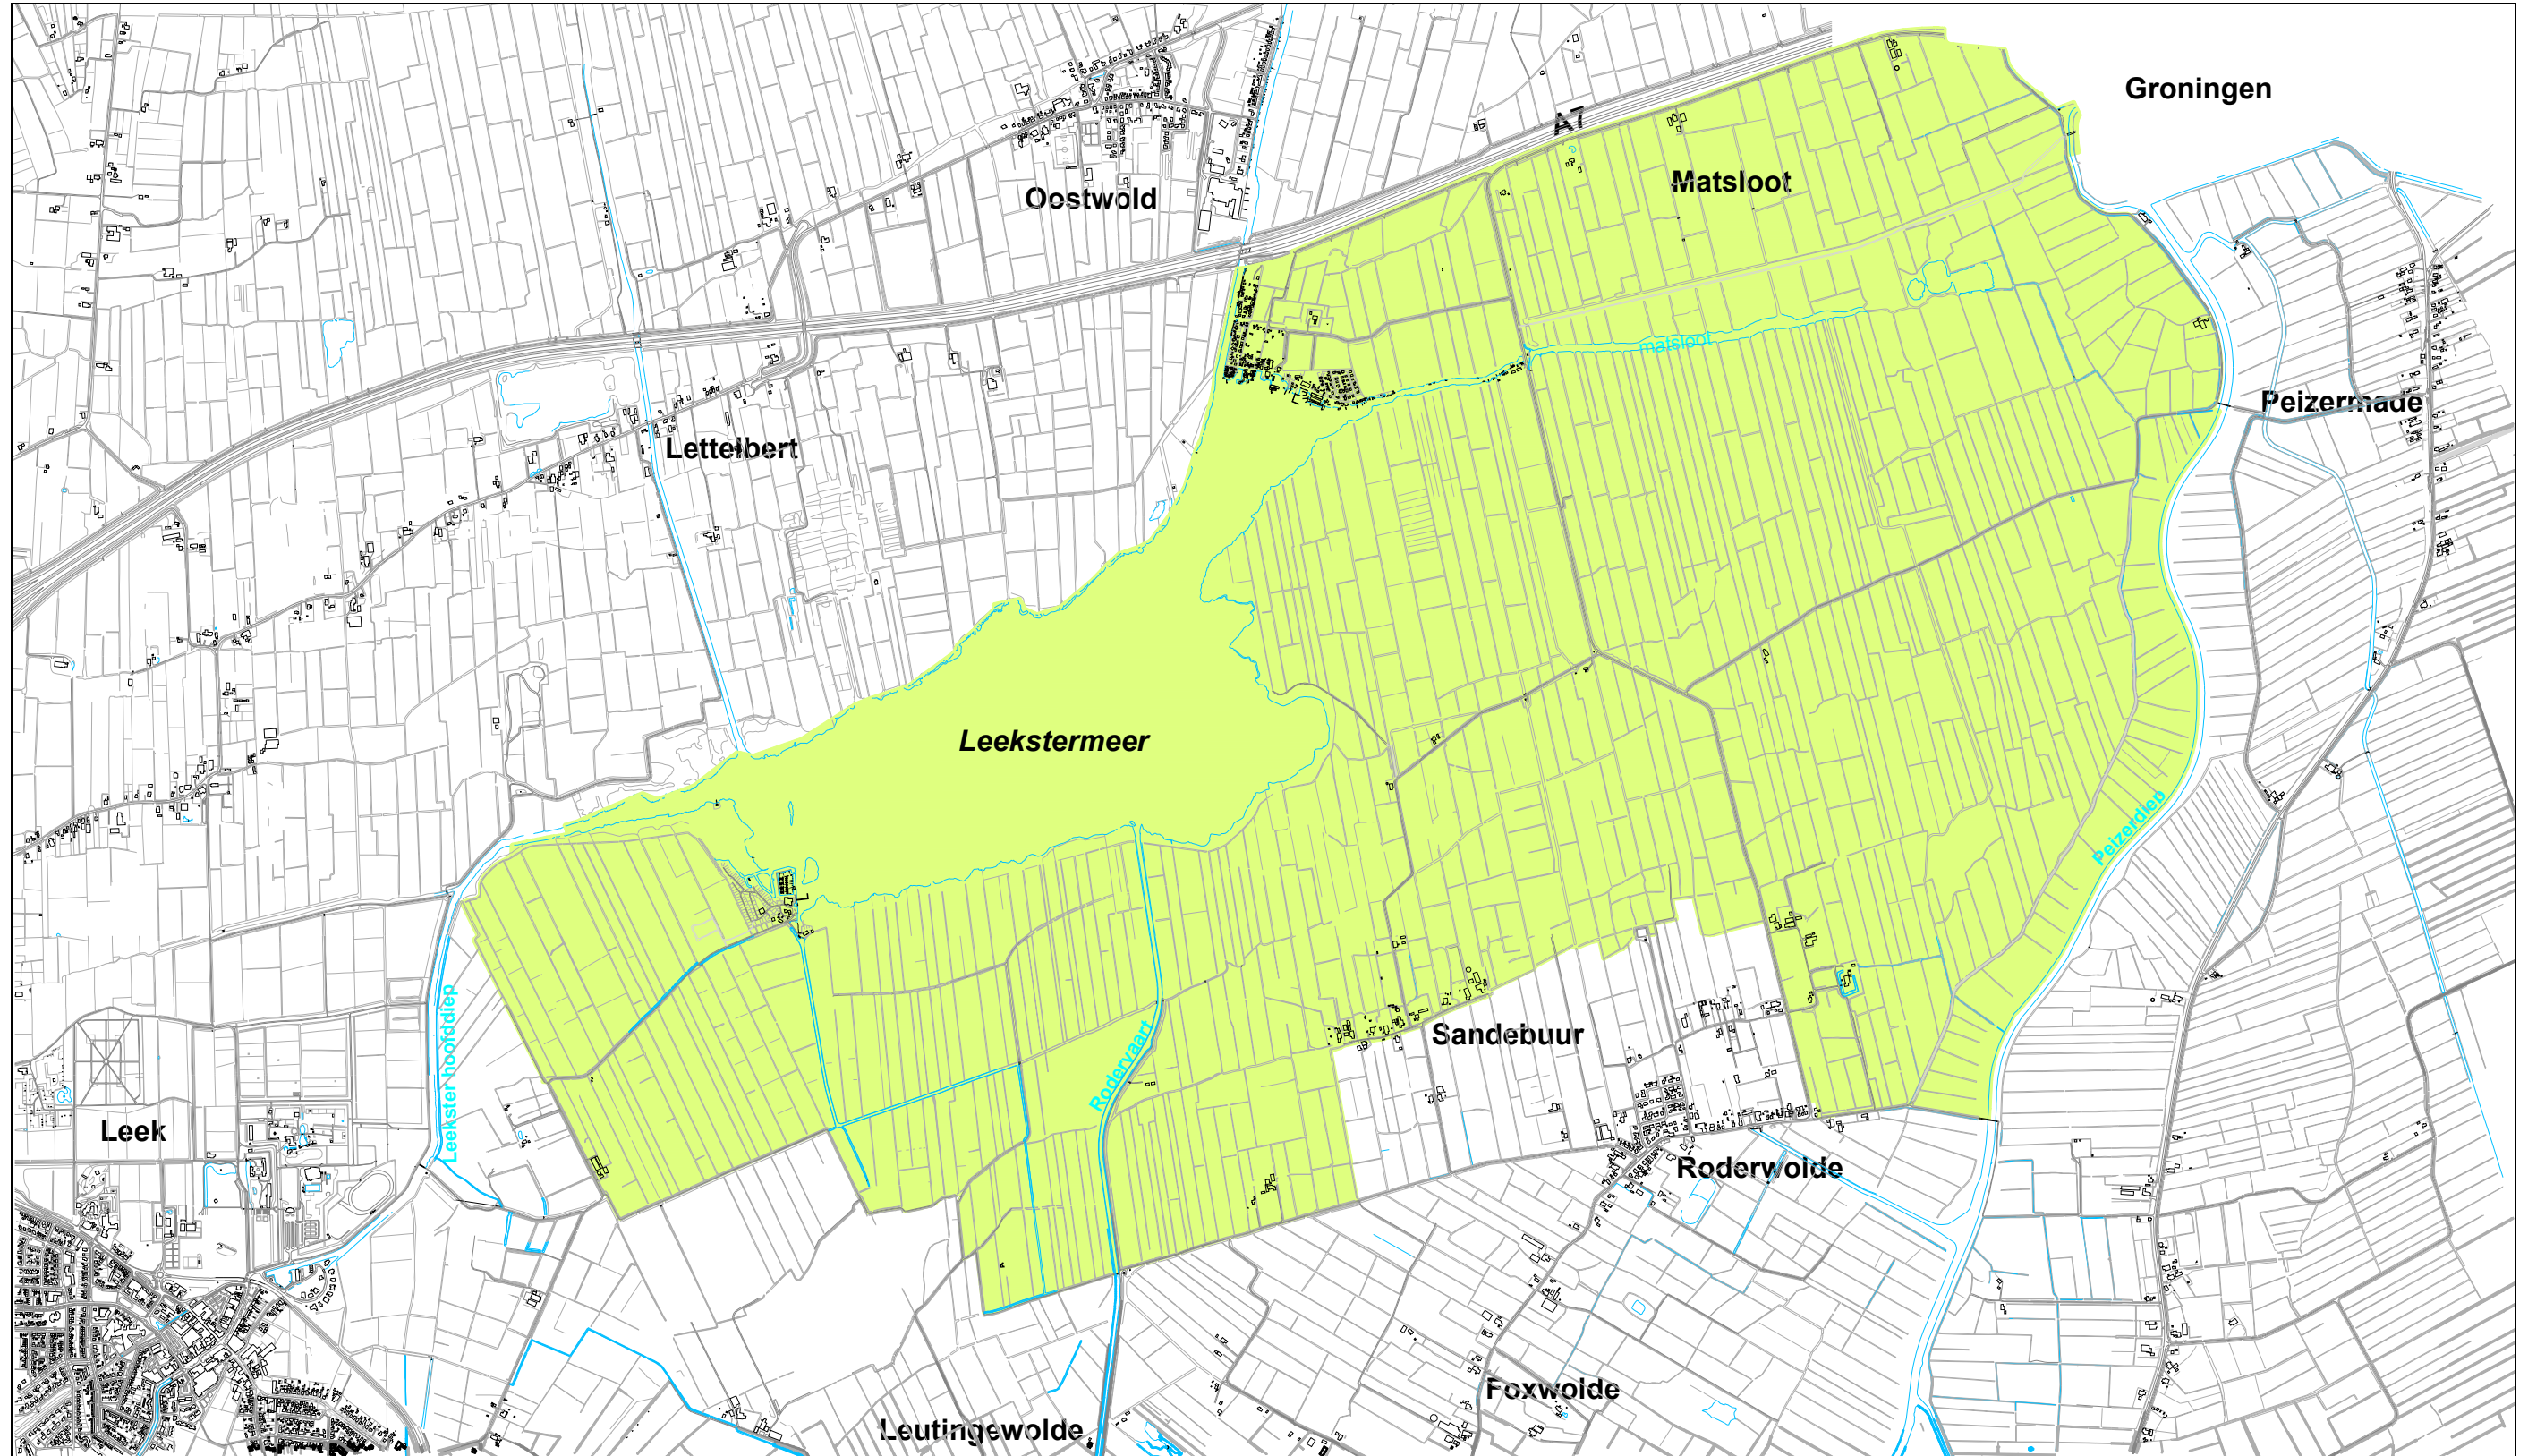 Groningen
A7
Matsloot
Oostwold
matsloot
Peizermade
Lettelbert
Leekstermeer
Peizerdiep
Leekster hoofddiep
Sandebuur
Rodervaart
Leek
Roderwolde
Foxwolde
Leutingewolde